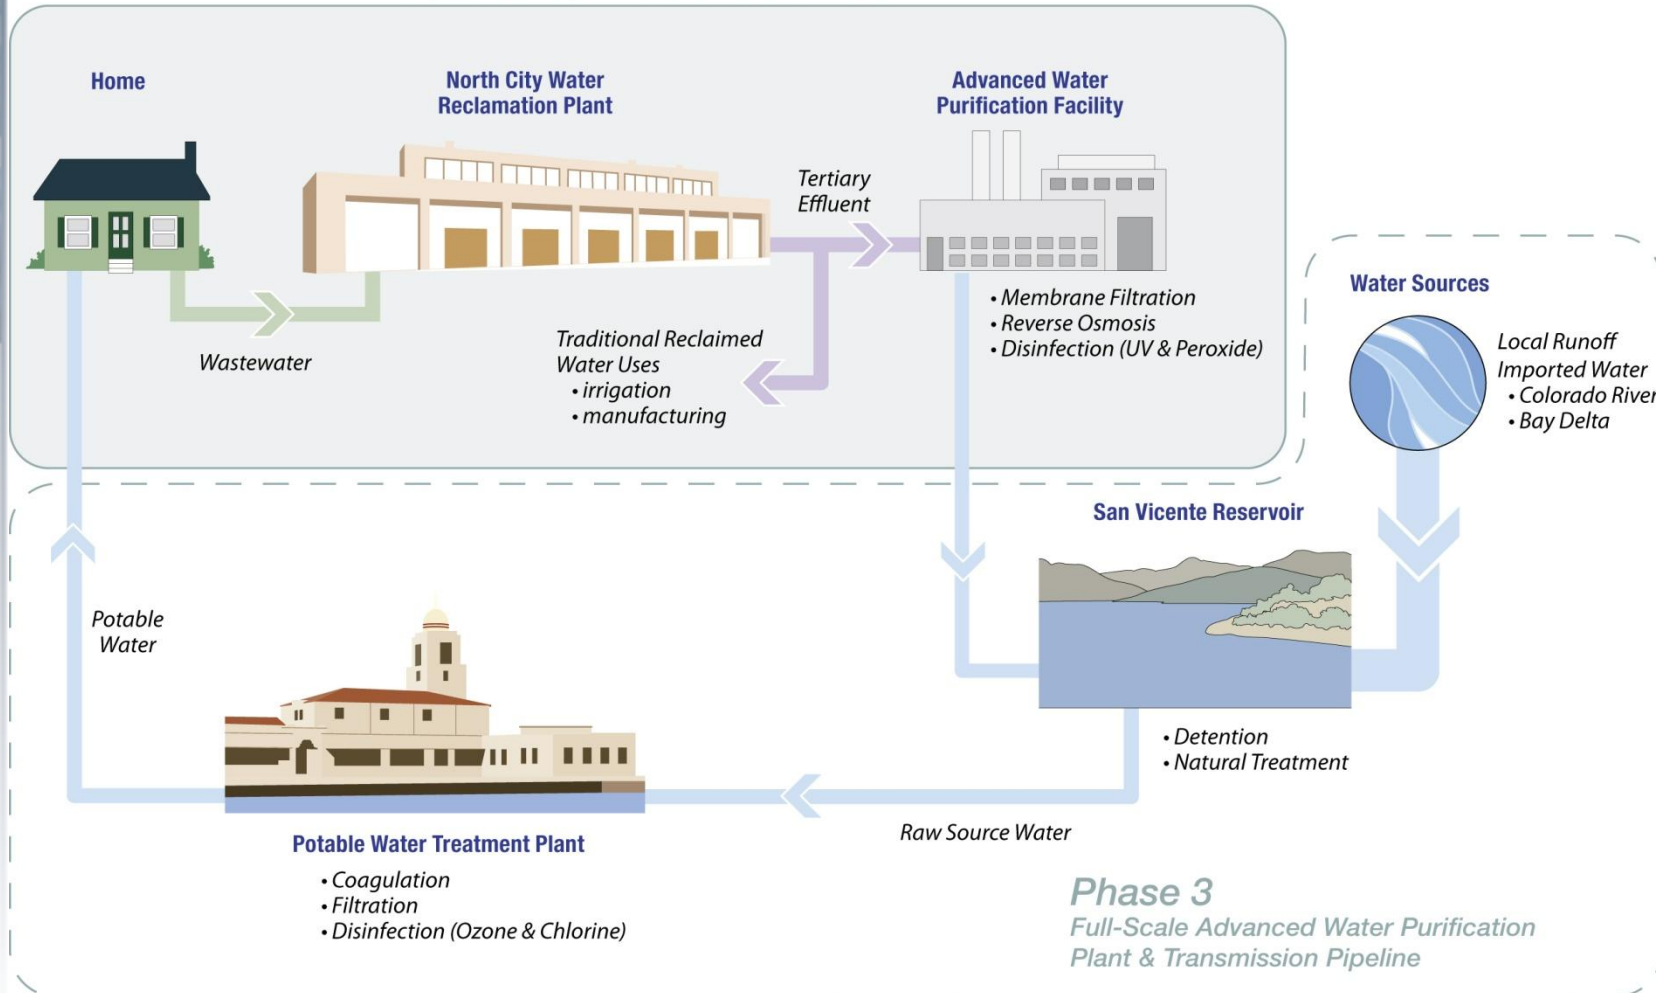 Home
North City Water
Reclamation Plant
Advanced Water
Purification Facility
Tertiary
Effluent
Wastewater
Traditional Reclaimed
Water Uses
• irrigation
• manufacturing
• Membrane Filtration
• Reverse Osmosis
• Disinfection (UV & Peroxide)
Water Sources
Local Runoff
Imported Water
• Colorado River
• Bay Delta
San Vicente Reservoir
• Detention
• Natural Treatment
Raw Source Water
Potable
Water
Potable Water Treatment Plant
• Coagulation
• Filtration
• Disinfection (Ozone & Chlorine)
Phase 3
Full-Scale Advanced Water Purification
Plant & Transmission Pipeline